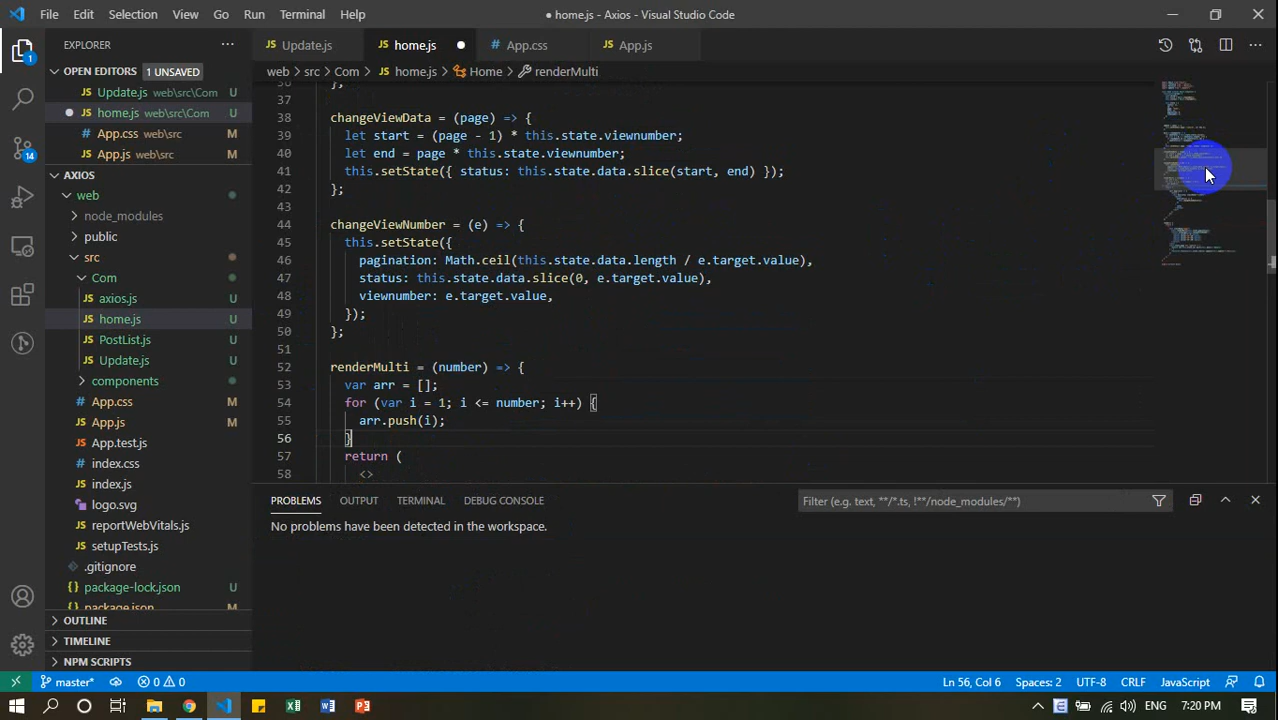 File Edit Selection View Go Run Terminal Help
● home.js - Axios - Visual Studio Code
EXPLORER
OPEN EDITORS 1 UNSAVED
Update.js web\src\Com U
home.js web\src\Com U
App.css web\src M
App.js web\src M
AXIOS
web
node_modules
public
src
Com
axios.js U
home.js U
PostList.js U
Update.js U
components
App.css M
App.js M
App.test.js
index.css
index.js
logo.svg
reportWebVitals.js
setupTests.js
.gitignore
package-lock.json U
package.json M
OUTLINE
TIMELINE
NPM SCRIPTS
1
14
Update.js home.js App.css App.js
web > src > Com > home.js > Home > renderMulti
36 };
37
38 changeViewData = (page) => {
39 let start = (page - 1) * this.state.viewnumber;
40 let end = page * this.state.viewnumber;
41 this.setState({ status: this.state.data.slice(start, end) });
42 };
43
44 changeViewNumber = (e) => {
45 this.setState({
46 pagination: Math.ceil(this.state.data.length / e.target.value),
47 status: this.state.data.slice(0, e.target.value),
48 viewnumber: e.target.value,
49 });
50 };
51
52 renderMulti = (number) => {
53 var arr = [];
54 for (var i = 1; i <= number; i++) {
55 arr.push(i);
56 }
57 return (
58 <>
PROBLEMS OUTPUT TERMINAL DEBUG CONSOLE
Filter (e.g. text, **/*.ts, !**/node_modules/**)
No problems have been detected in the workspace.
master* 0 0
Ln 56, Col 6 Spaces: 2 UTF-8 CRLF JavaScript
ENG 7:20 PM